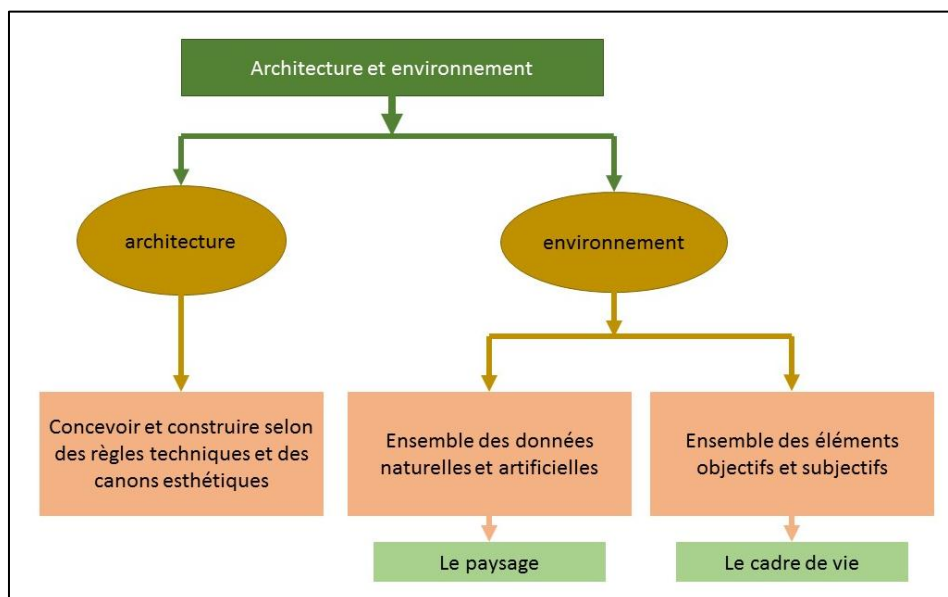 Architecture et environnement
architecture
environnement
Concevoir et construire selon
des règles techniques et des
canons esthétiques
Ensemble des données
naturelles et artificielles
Ensemble des éléments
objectifs et subjectifs
Le paysage
Le cadre de vie